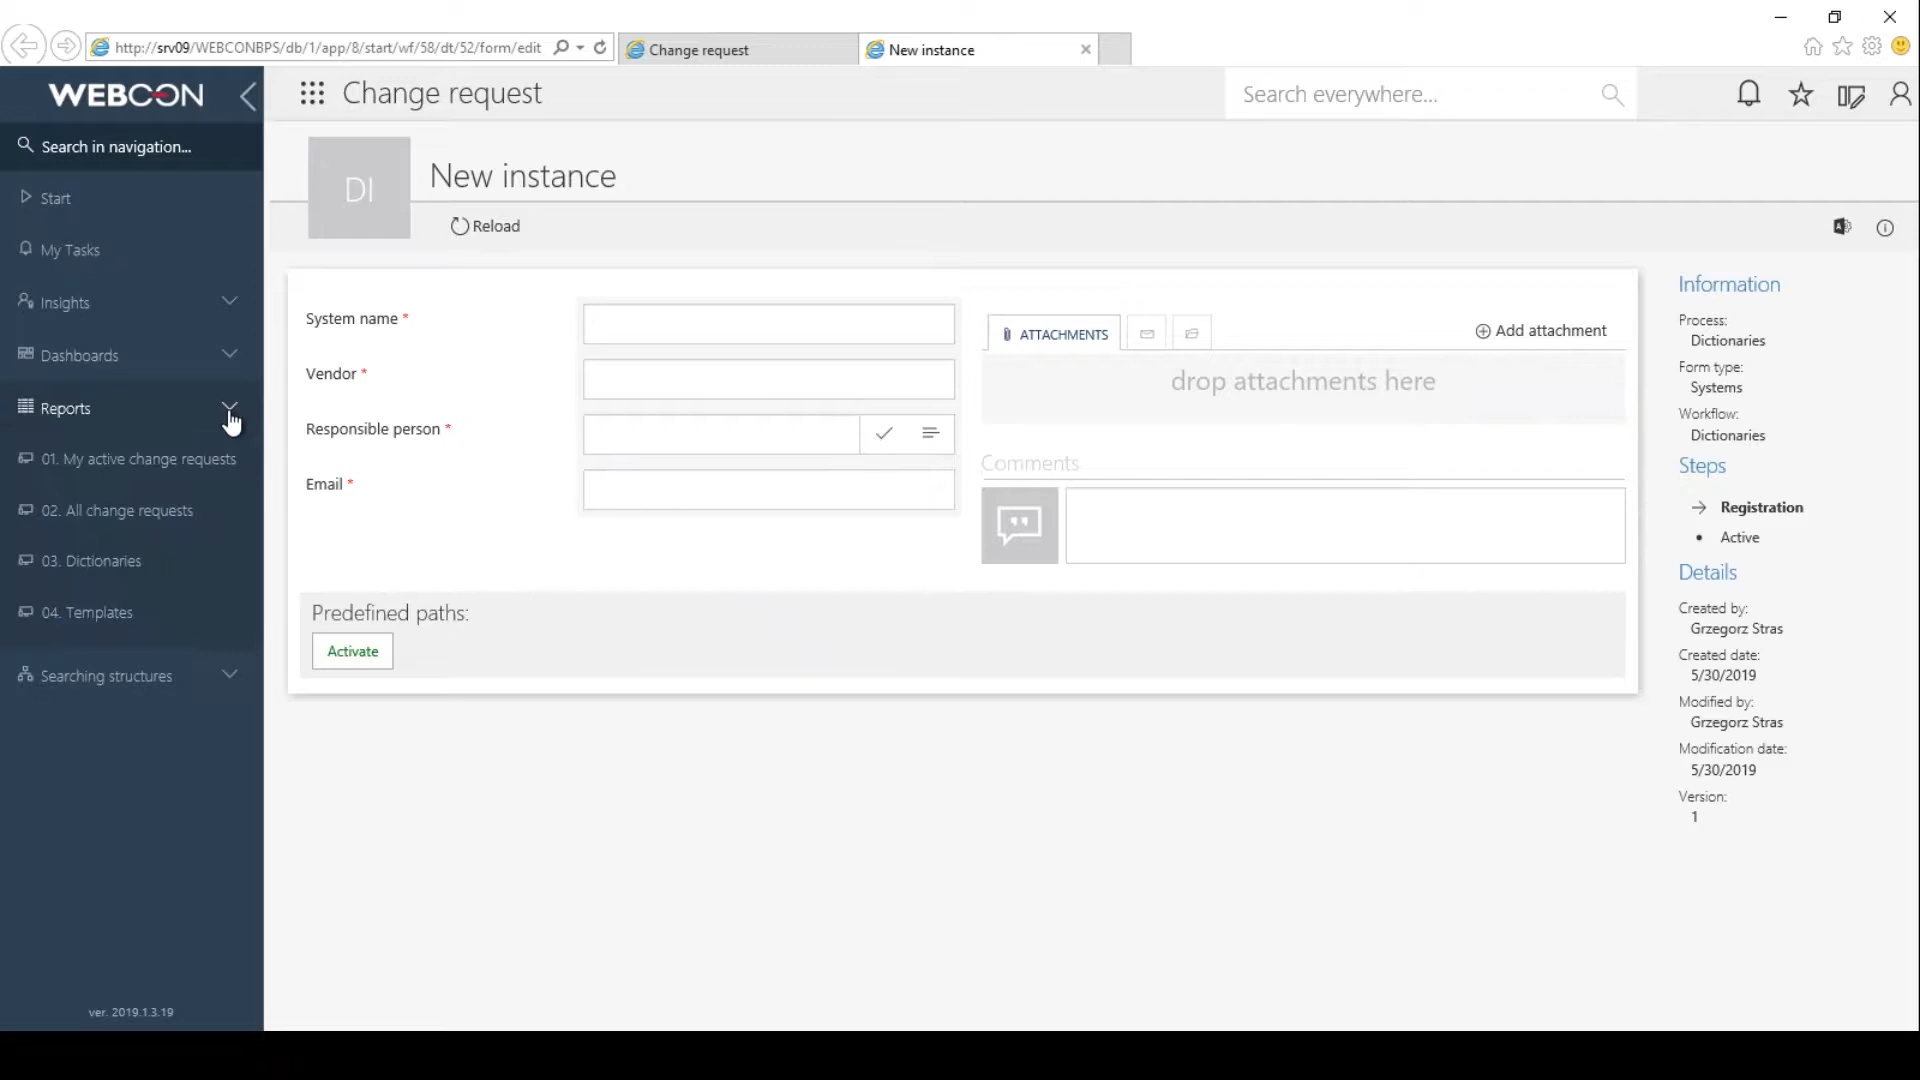 http://srv09/WEBCONBPS/db/1/app/8/start/wf/58/dt/52/form/edit
Change request
New instance
WEBCON
Change request
Search everywhere...
Search in navigation...
Start
My Tasks
Insights
Dashboards
Reports
01. My active change requests
02. All change requests
03. Dictionaries
04. Templates
Searching structures
ver. 2019.1.3.19
DI
New instance
Reload
System name *
Vendor *
Responsible person *
Email *
ATTACHMENTS
Add attachment
drop attachments here
Comments
Predefined paths:
Activate
Information
Process:
Dictionaries
Form type:
Systems
Workflow:
Dictionaries
Steps
Registration
Active
Details
Created by:
Grzegorz Stras
Created date:
5/30/2019
Modified by:
Grzegorz Stras
Modification date:
5/30/2019
Version:
1